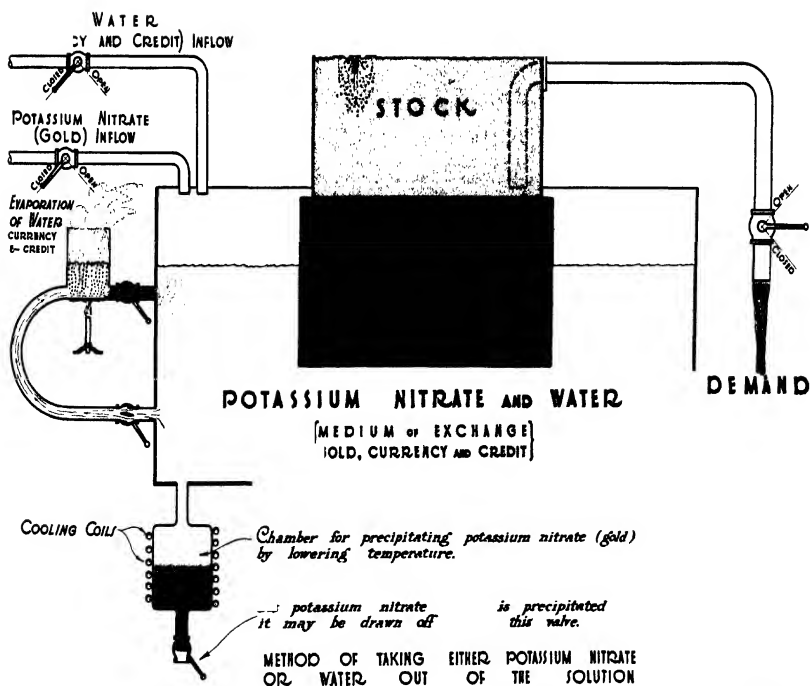 WATER
CY AND CREDIT) INFLOW
CLOSED
OPEN
POTASSIUM NITRATE
(GOLD) INFLOW
CLOSED
OPEN
EVAPORATION
OF WATER
CURRENCY
& CREDIT
STOCK
OPEN
CLOSED
DEMAND
POTASSIUM NITRATE AND WATER
[MEDIUM OF EXCHANGE]
OLD, CURRENCY AND CREDIT]
COOLING COILS
Chamber for precipitating potassium nitrate (gold)
by lowering temperature.
potassium nitrate is precipitated
it may be drawn off this valve.
METHOD OF TAKING EITHER POTASSIUM NITRATE
OR WATER OUT OF THE SOLUTION